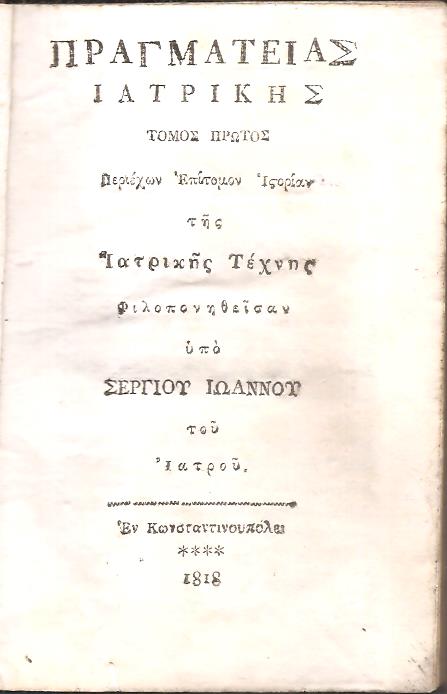 ΠΡΑΓΜΑΤΕΙΑΣ
ΙΑΤΡΙΚΗΣ
ΤΟΜΟΣ ΠΡΩΤΟΣ
Περιέχων Ἐπίτομον Ἱςορίαν
τῆς
Ἰατρικῆς Τέχνης
Φιλοπονηθεῖσαν
ὑπὸ
ΣΕΡΓΙΟΥ ΙΩΑΝΝΟΥ
τοῦ
Ἰατροῦ.
Ἐν Κωνσταντινουπόλει
****
1818